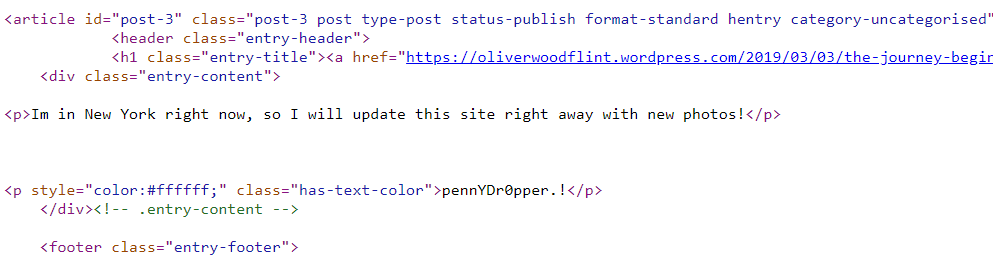 <article id="post-3" class="post-3 post type-post status-publish format-standard hentry category-uncategorised"
<header class="entry-header">
<h1 class="entry-title"><a href="https://oliverwoodflint.wordpress.com/2019/03/03/the-journey-begin
<div class="entry-content">
<p>Im in New York right now, so I will update this site right away with new photos!</p>
<p style="color:#ffffff;" class="has-text-color">pennYDr0pper.!</p>
</div><!-- .entry-content -->
<footer class="entry-footer">